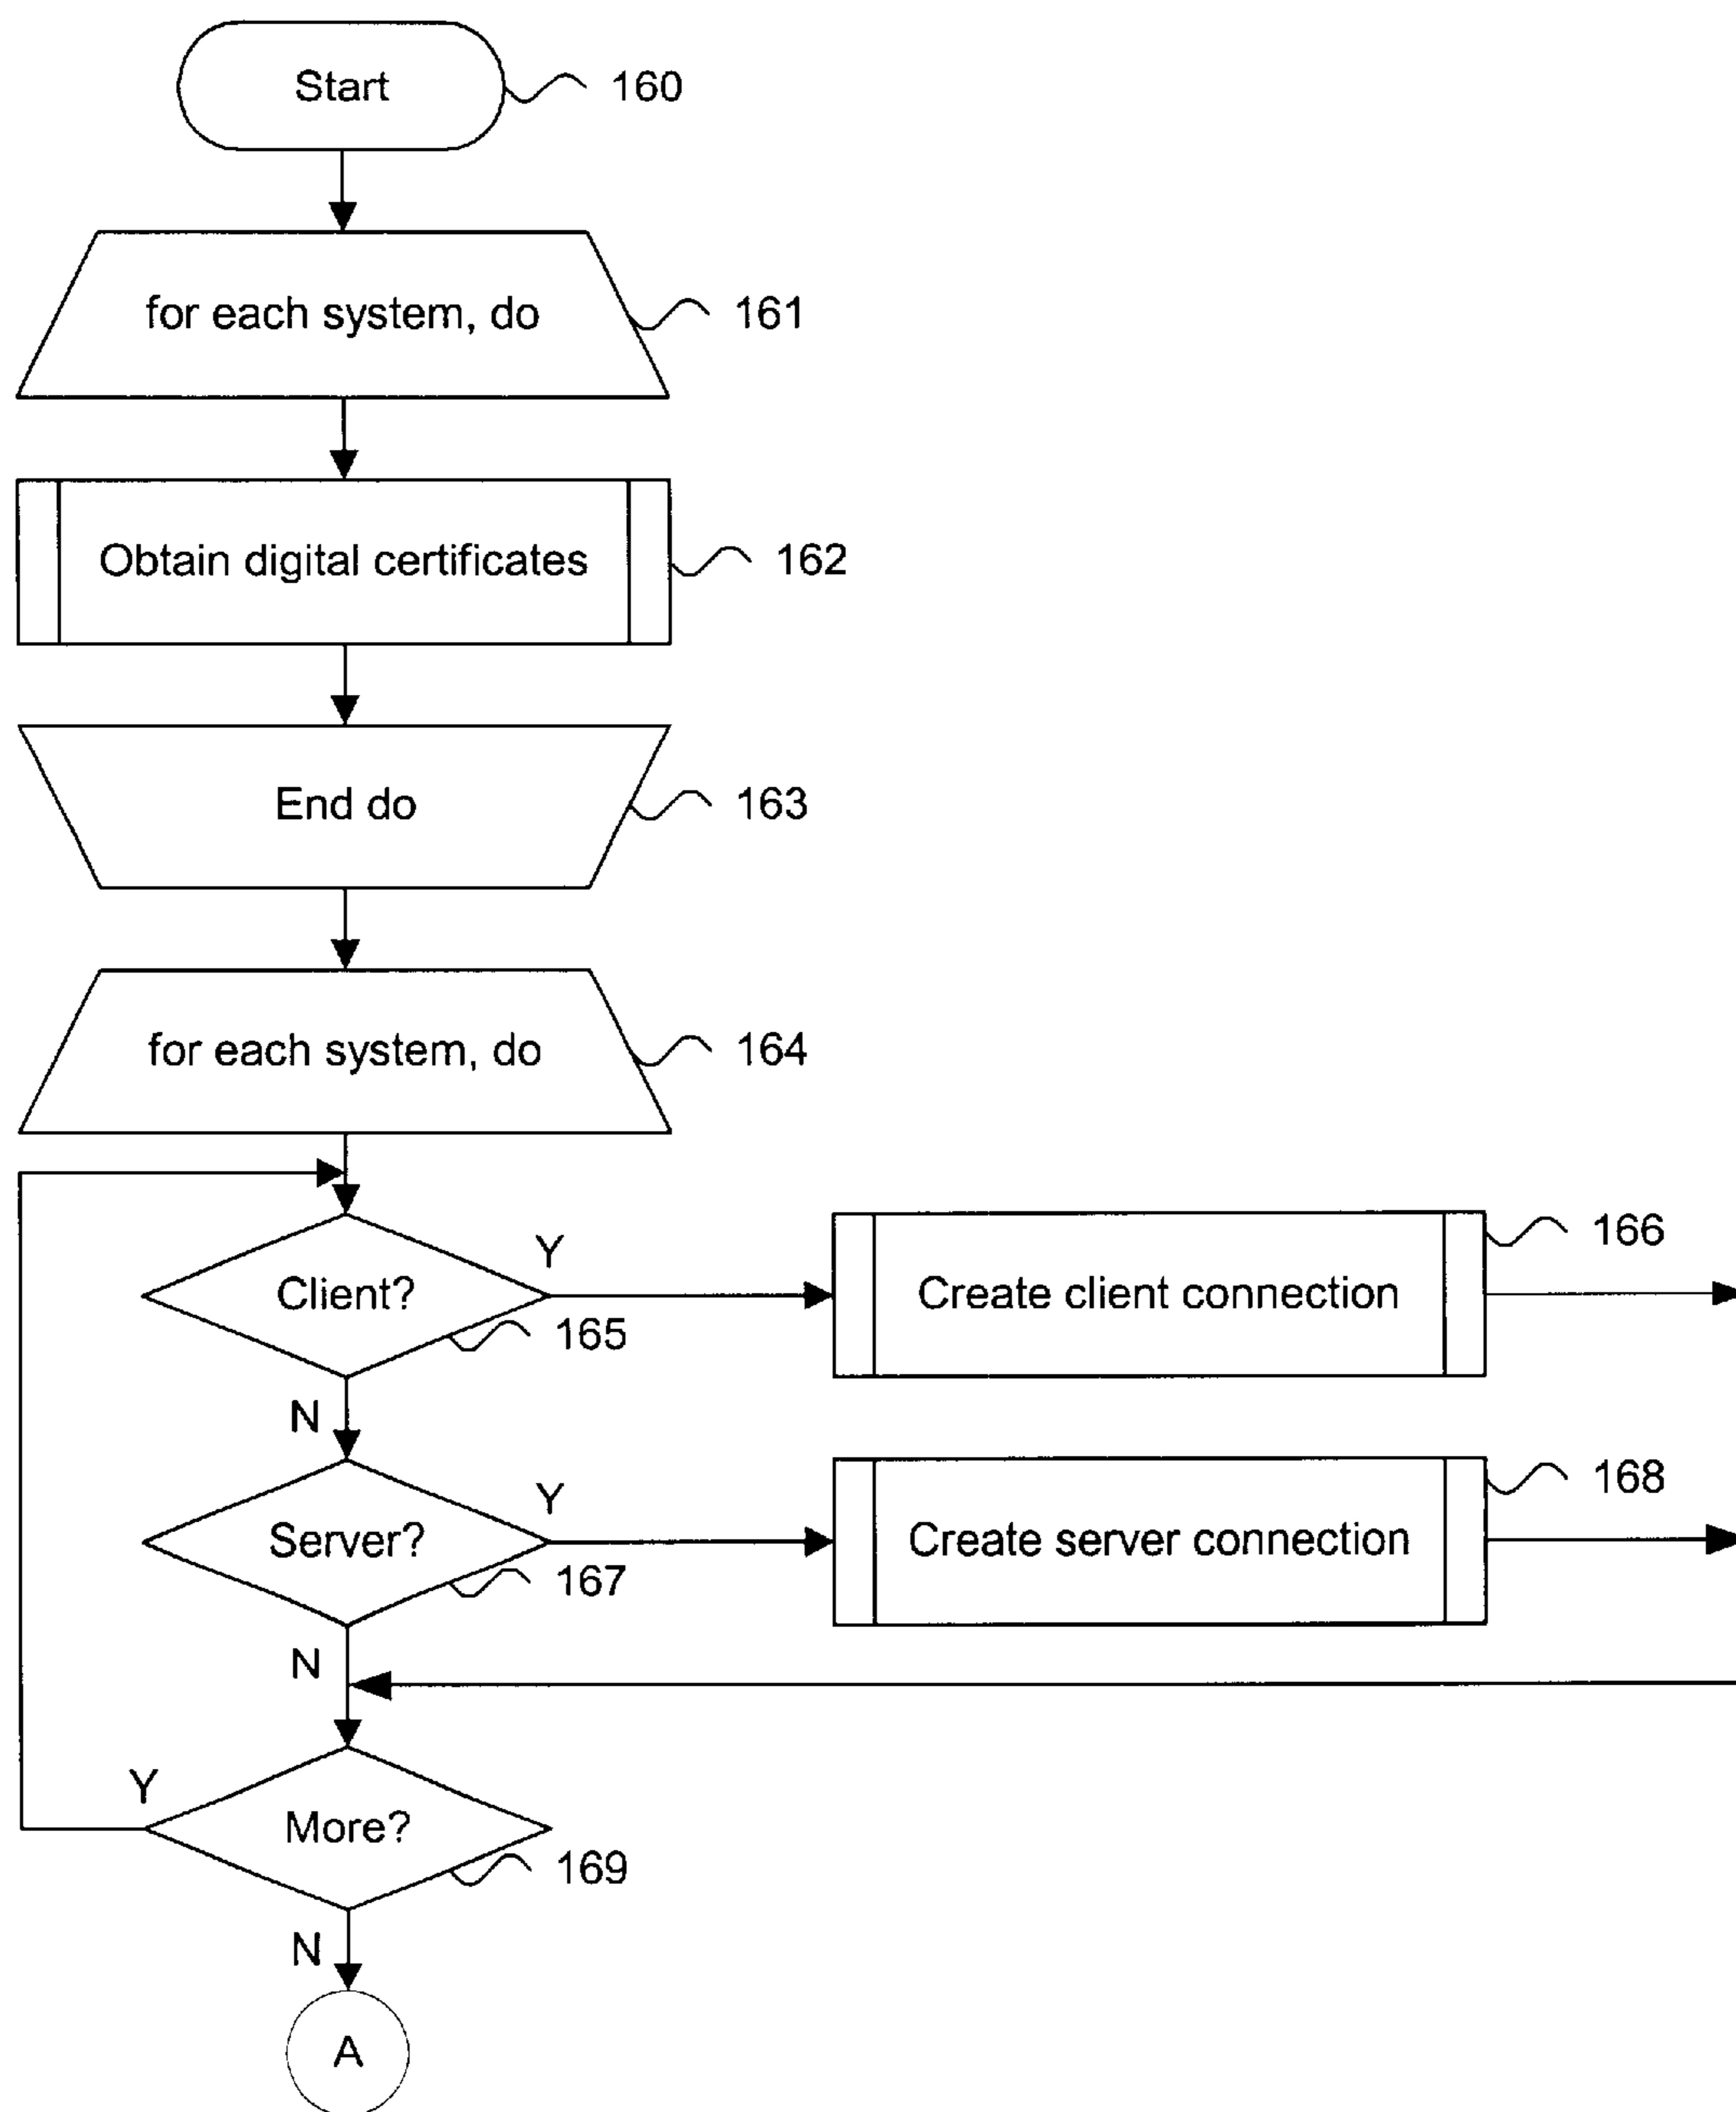 Start
160
for each system, do
161
Obtain digital certificates
162
End do
163
for each system, do
164
Client?
Y
165
N
Create client connection
166
Server?
Y
167
N
Create server connection
168
More?
Y
169
N
A